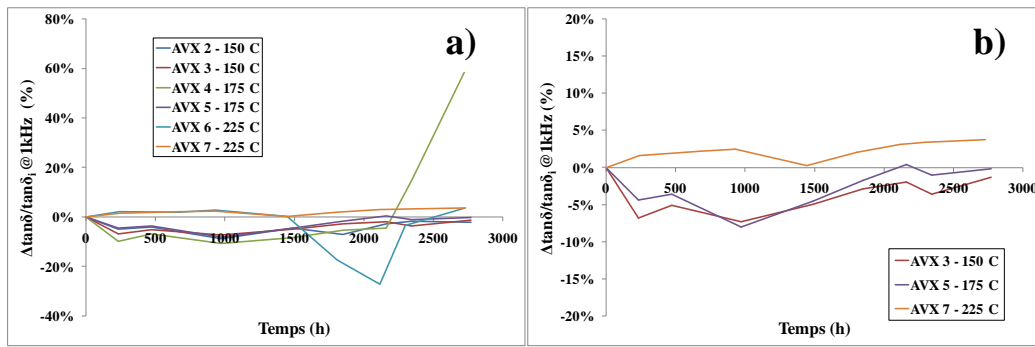 80%
60%
40%
20%
0%
-20%
-40%
Δtanδ/tanδi @1kHz (%)
a)
AVX 2 - 150 C
AVX 3 - 150 C
AVX 4 - 175 C
AVX 5 - 175 C
AVX 6 - 225 C
AVX 7 - 225 C
0 500 1000 1500 2000 2500 3000
Temps (h)
20%
15%
10%
5%
0%
-5%
-10%
-15%
-20%
Δtanδ/tanδi @1kHz (%)
b)
0 500 1000 1500 2000 2500 3000
AVX 3 - 150 C
AVX 5 - 175 C
AVX 7 - 225 C
Temps (h)